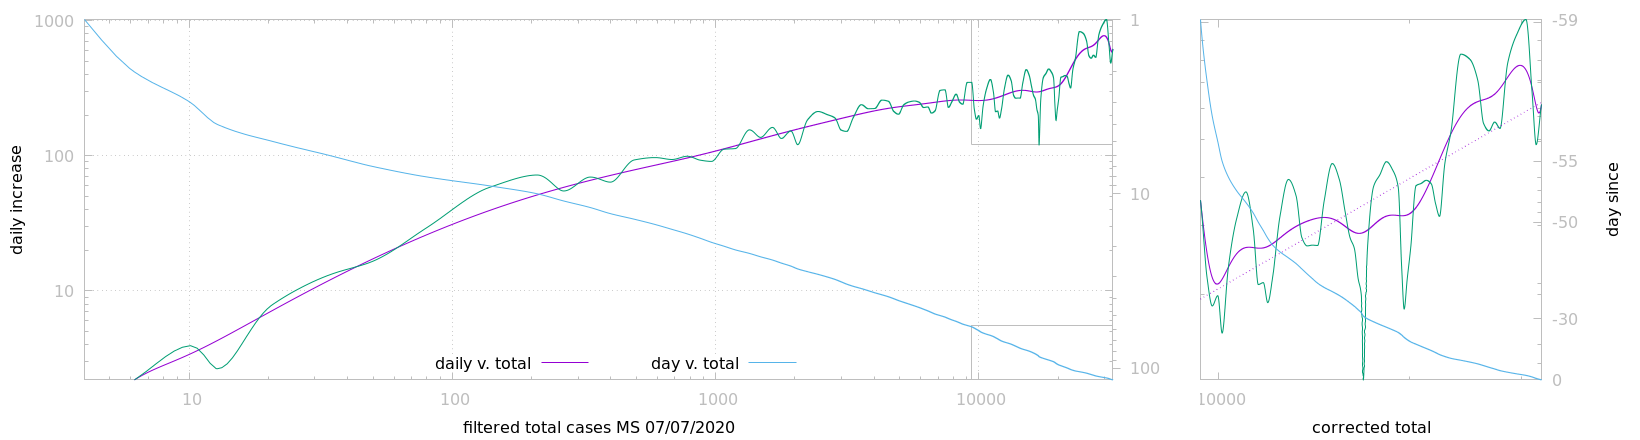 1000
100
10
daily increase
10
100
1000
10000
filtered total cases MS 07/07/2020
daily v. total
day v. total
1
10
100
10000
corrected total
-59
-55
-50
-30
0
day since